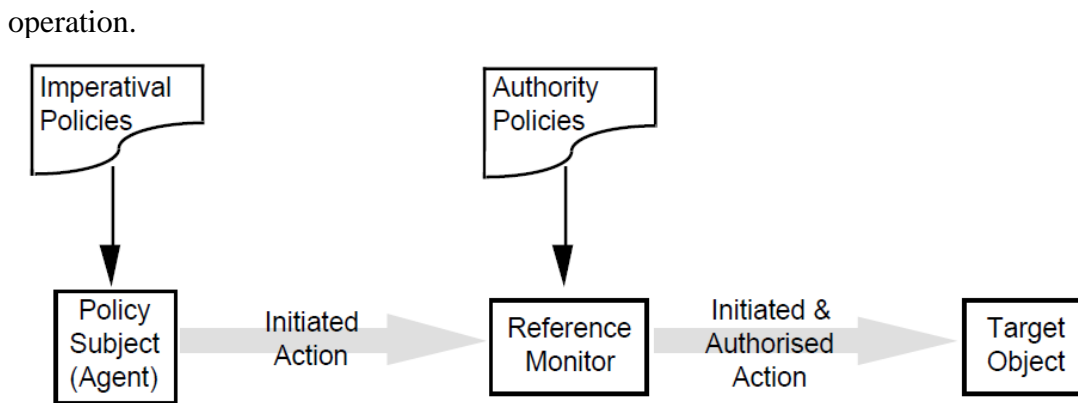 operation.
Imperatival
Policies
Authority
Policies
Policy
Subject
(Agent)
Initiated
Action
Reference
Monitor
Initiated &
Authorised
Action
Target
Object